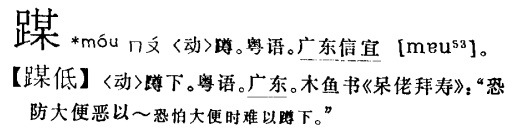 䠼 *móu ㄇㄡˊ 〈动〉蹲。粤语。广东信宜 [mɐu⁵³]。
【䠼低】〈动〉蹲下。粤语。广东。木鱼书《呆佬拜寿》：“恐
防大便恶以～恐怕大便时难以蹲下。”